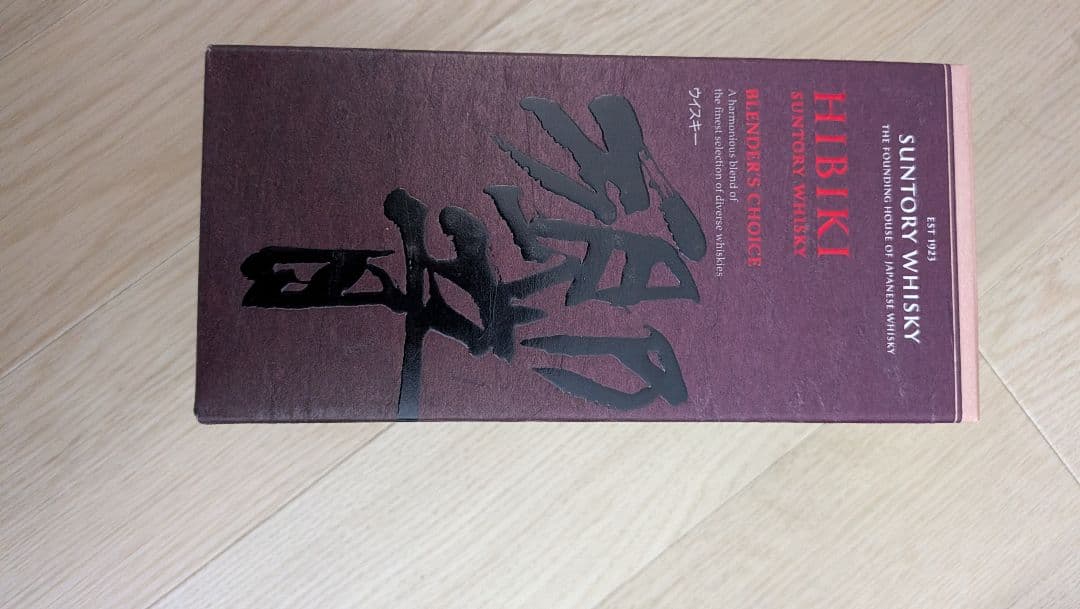 EST 1923
SUNTORY WHISKY
THE FOUNDING HOUSE OF JAPANESE WHISKY
HIBIKI
SUNTORY WHISKY
BLENDER'S CHOICE
A harmonious blend of
the finest selection of diverse whiskies
ウイスキー
響